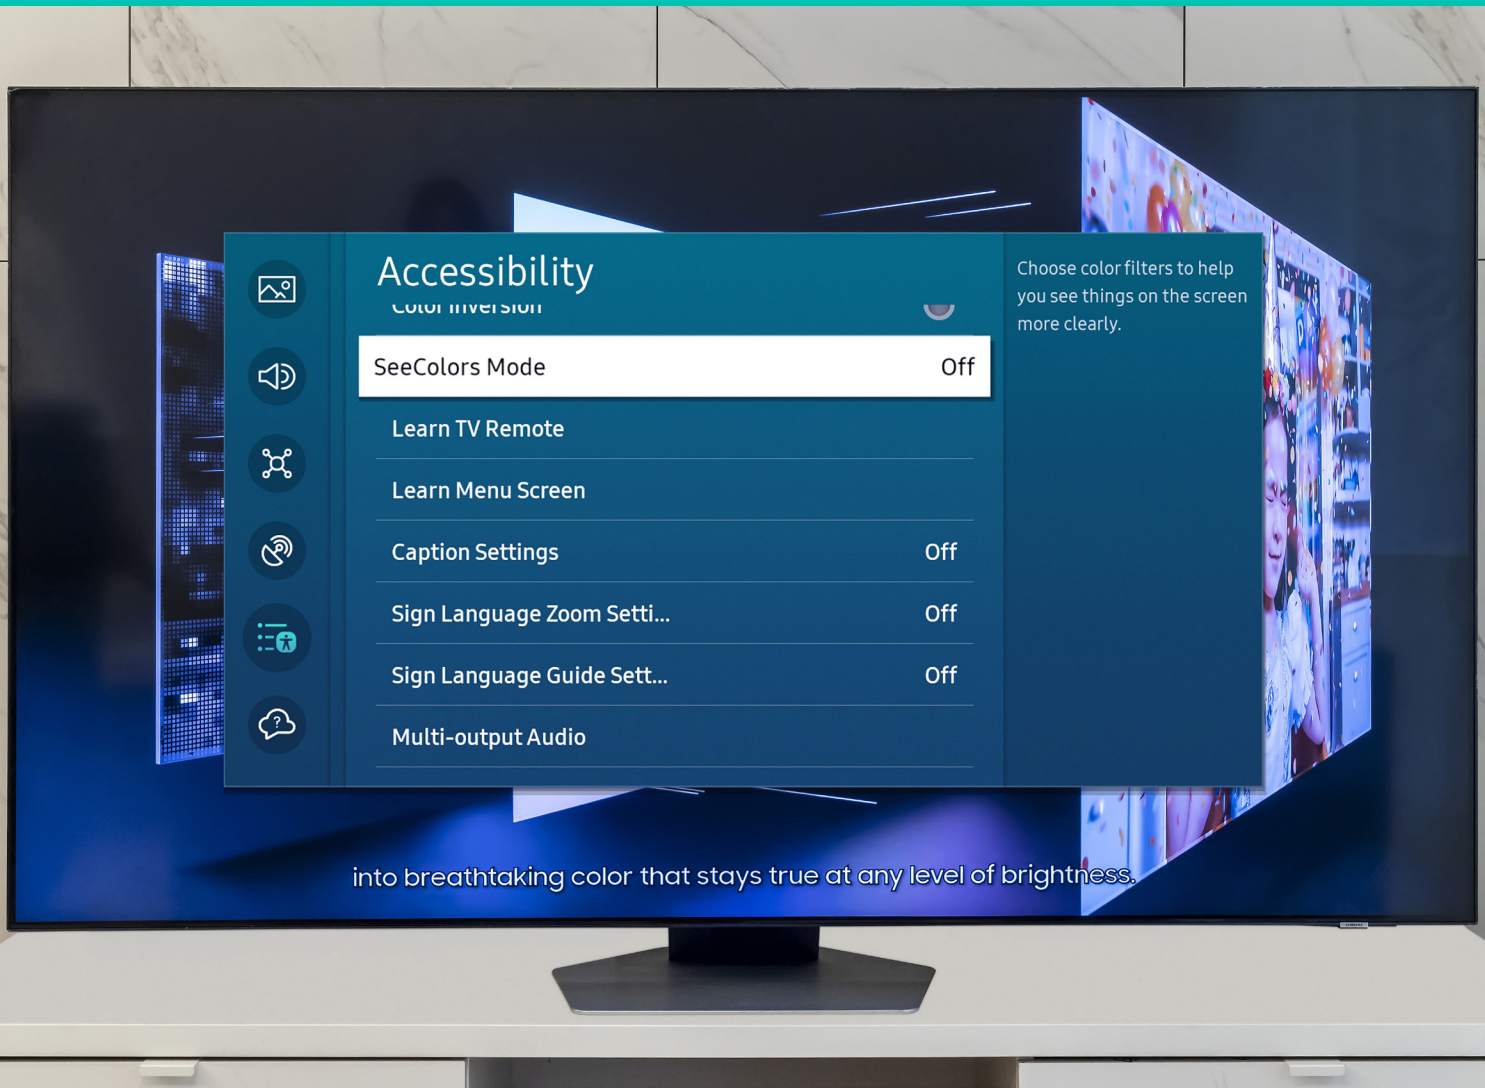 Accessibility
Color Inversion
SeeColors Mode Off
Learn TV Remote
Learn Menu Screen
Caption Settings Off
Sign Language Zoom Setti... Off
Sign Language Guide Sett... Off
Multi-output Audio
Choose color filters to help
you see things on the screen
more clearly.
?
into breathtaking color that stays true at any level of brightness.